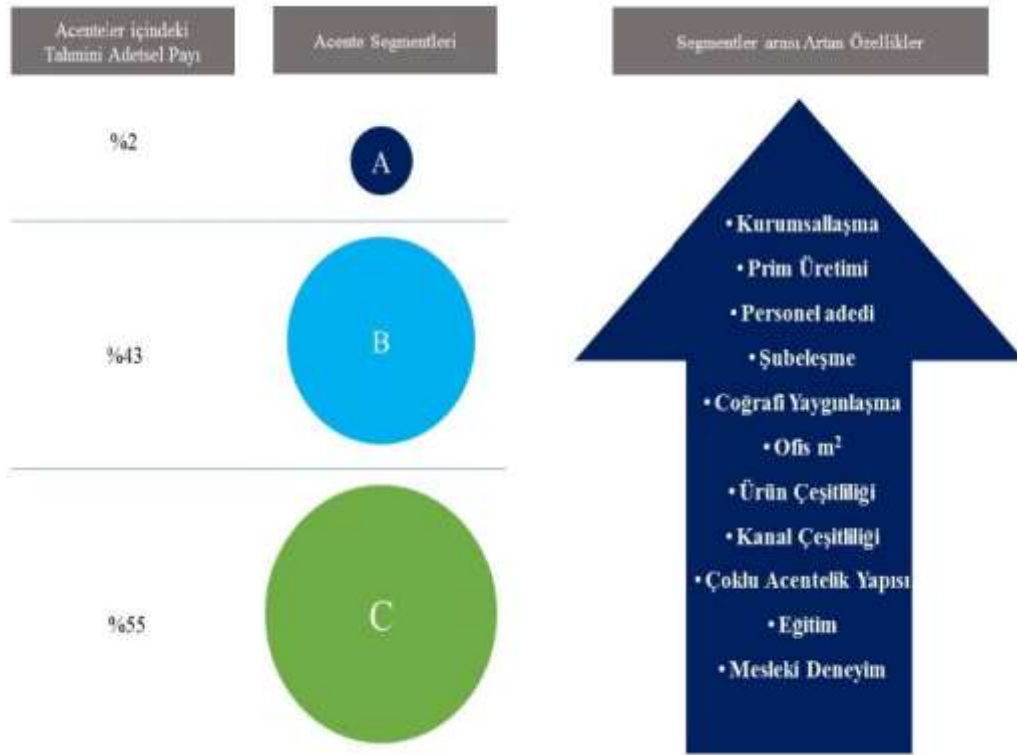 Acenteler içindeki
Tahmini Adetsel Payı
Acente Segmentleri
Segmentler arası Artan Özellikler
%2
A
%43
B
%55
C
• Kurumsallaşma
• Prim Üretimi
• Personel adedi
• Şubeleşme
• Coğrafi Yaygınlaşma
• Ofis m²
• Ürün Çeşitliliği
• Kanal Çeşitliliği
• Çoklu Acentelik Yapısı
• Eğitim
• Mesleki Deneyim